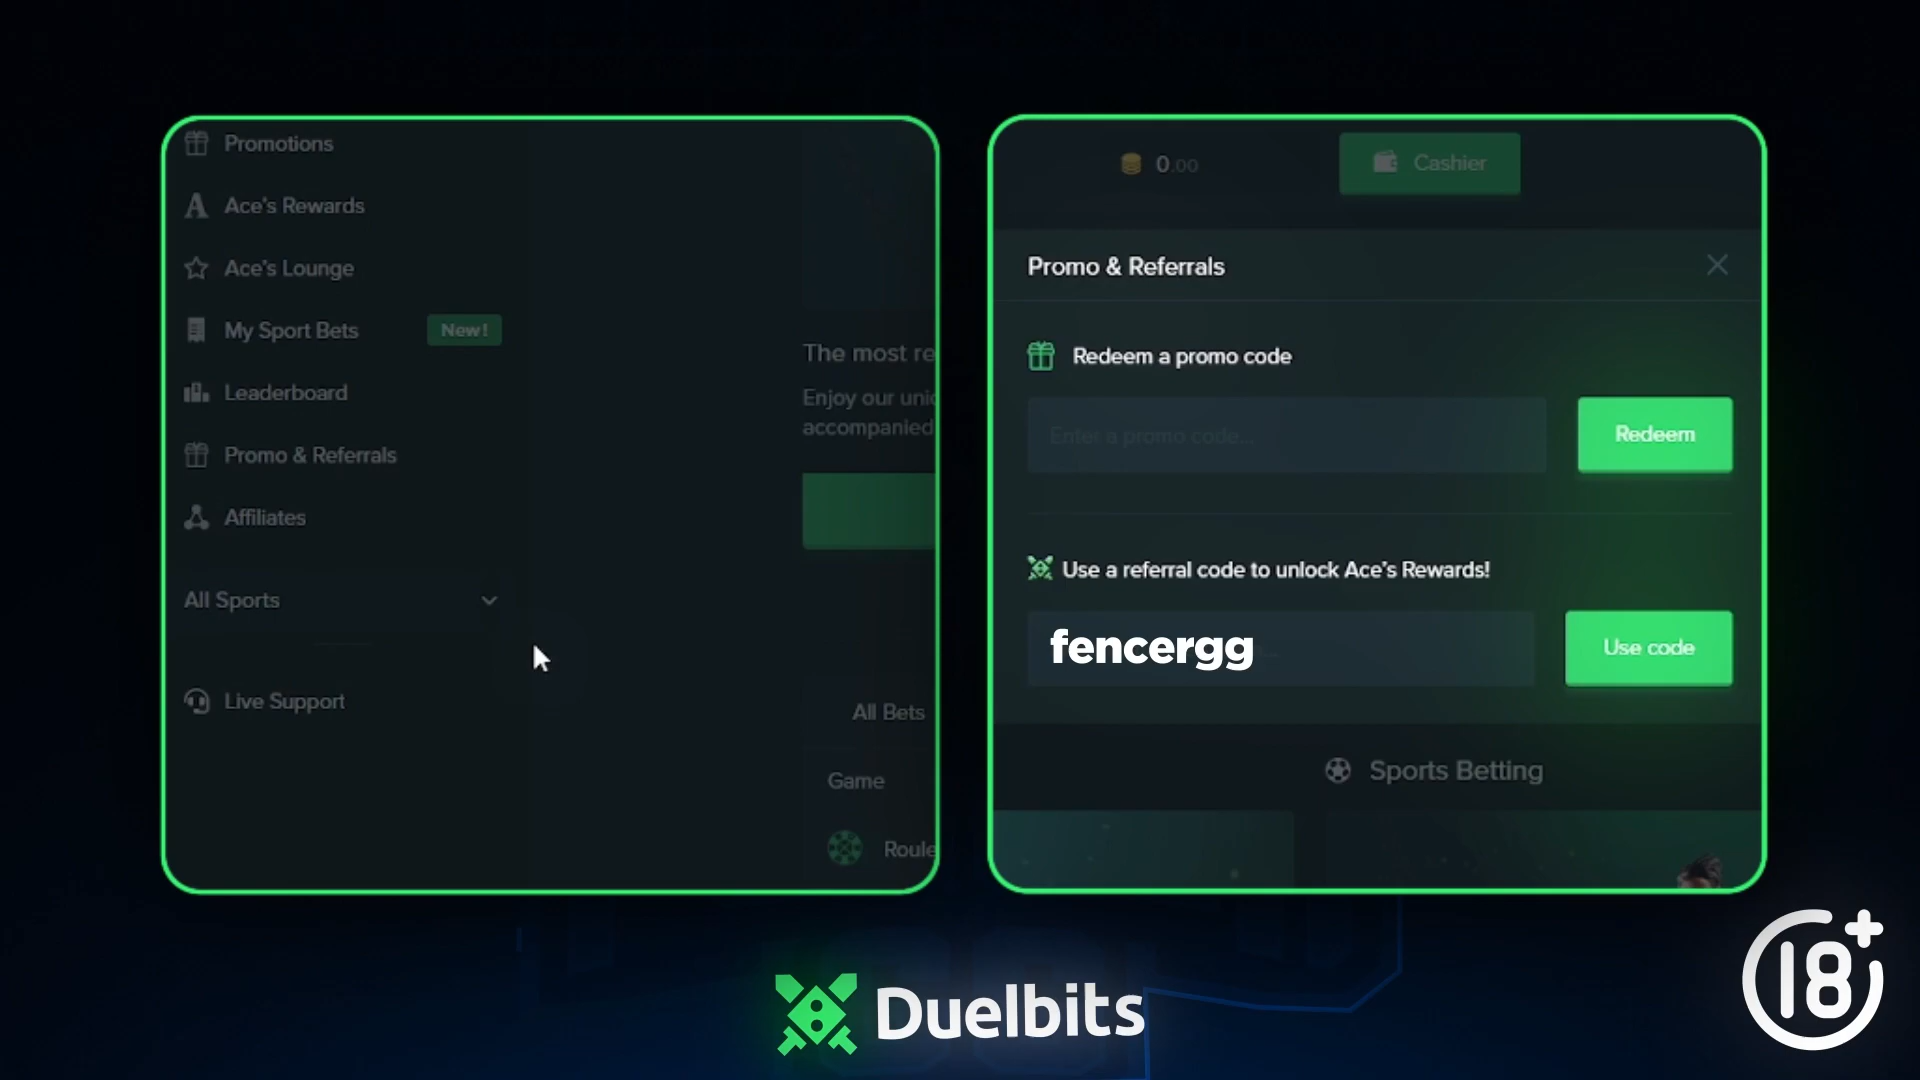 Promotions
Ace's Rewards
Ace's Lounge
My Sport Bets New!
Leaderboard
Promo & Referrals
Affiliates
All Sports
Live Support
The most re
Enjoy our unic
accompanied
All Bets
Game
Roule
0.00
Cashier
Promo & Referrals
Redeem a promo code
Enter a promo code...
Redeem
Use a referral code to unlock Ace's Rewards!
fencergg
Use code
Sports Betting
Duelbits
18+